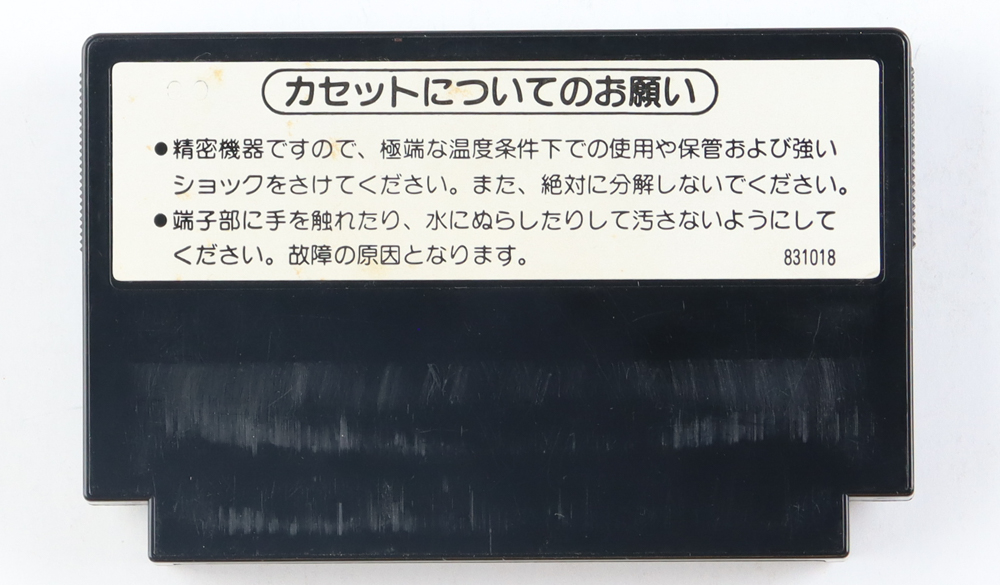 カセットについてのお願い
●精密機器ですので、極端な温度条件下での使用や保管および強い
ショックをさけてください。また、絶対に分解しないでください。
●端子部に手を触れたり、水にぬらしたりして汚さないようにして
ください。故障の原因となります。 831018